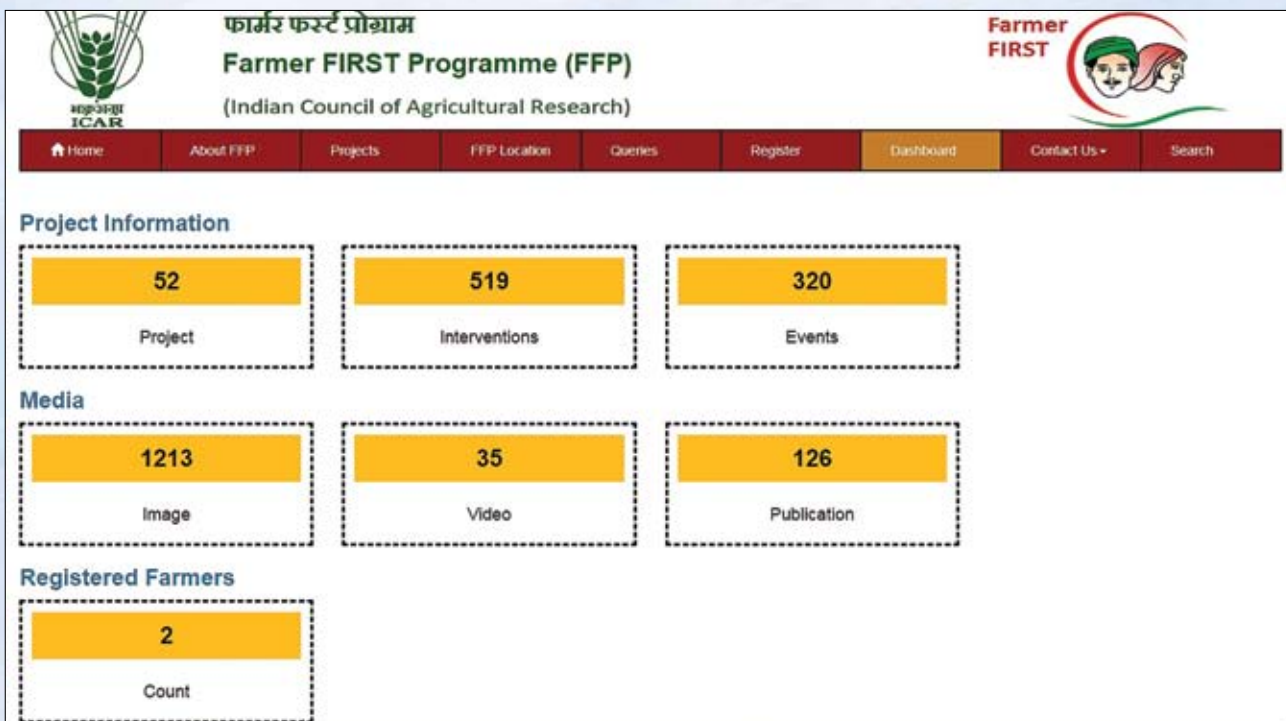 फार्मर फर्स्ट प्रोग्राम
Farmer FIRST Programme (FFP)
(Indian Council of Agricultural Research)
भाकृअनुप
ICAR
Farmer
FIRST
Home About FFP Projects FFP Location Queries Register Dashboard Contact Us Search
Project Information
52 519 320
Project Interventions Events
Media
1213 35 126
Image Video Publication
Registered Farmers
2
Count